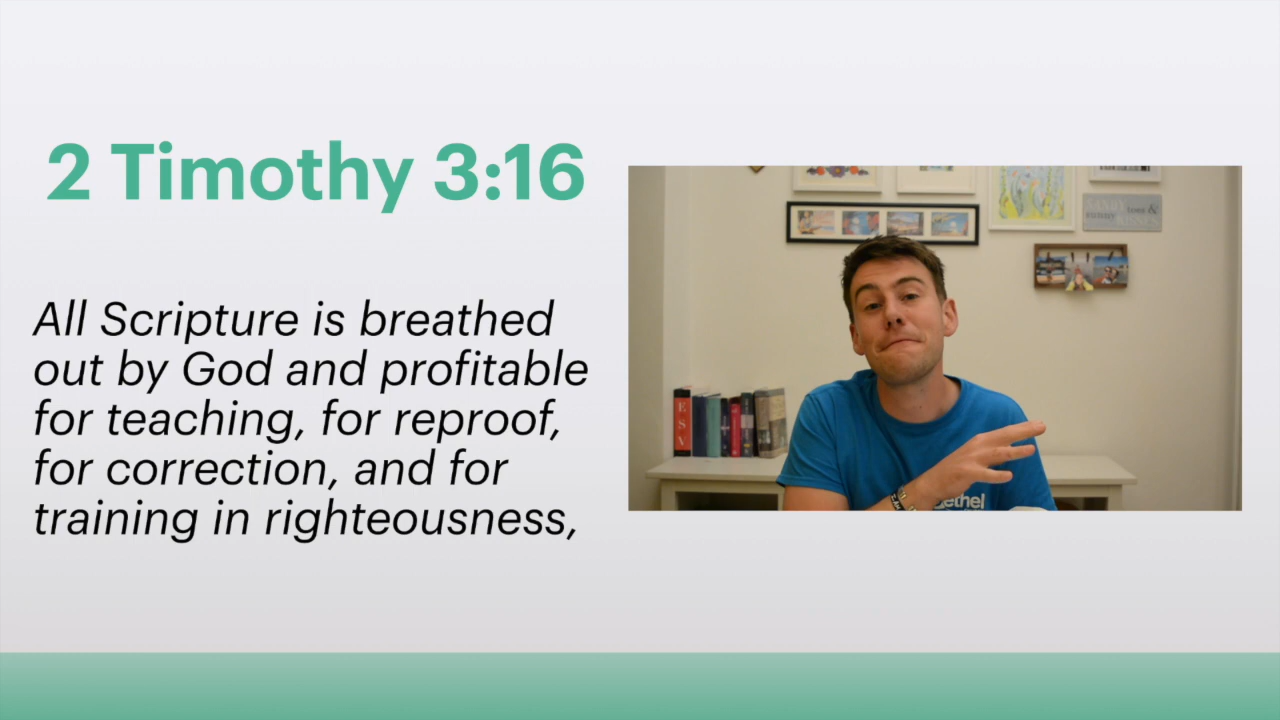 2 Timothy 3:16
All Scripture is breathed
out by God and profitable
for teaching, for reproof,
for correction, and for
training in righteousness,
ESV